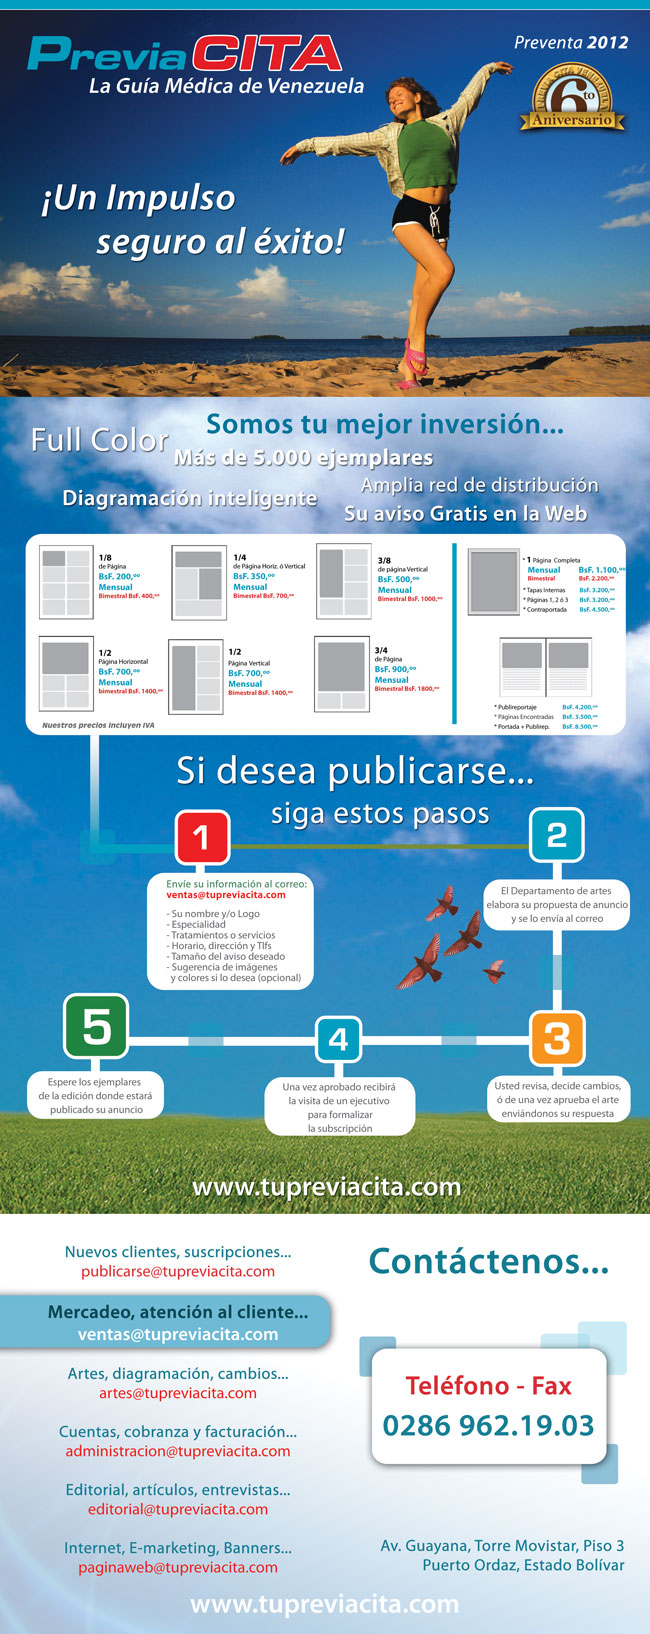 Previa CITA
La Guía Médica de Venezuela
Preventa 2012
PREVIA CITA VENEZUELA
6to
Aniversario
¡Un Impulso
seguro al éxito!
Full Color
Somos tu mejor inversión...
Más de 5.000 ejemplares
Diagramación inteligente
Amplia red de distribución
Su aviso Gratis en la Web
1/8
de Página
BsF. 200,oo
Mensual
Bimestral BsF. 400,oo
1/4
de Página Horiz. ó Vertical
BsF. 350,oo
Mensual
Bimestral BsF. 700,oo
3/8
de página Vertical
BsF. 500,oo
Mensual
Bimestral BsF. 1000,oo
* 1 Página Completa
Mensual BsF. 1.100,oo
Bimestral BsF. 2.200,oo
* Tapas Internas BsF. 3.200,oo
* Páginas 1, 2 ó 3 BsF. 3.200,oo
* Contraportada BsF. 4.500,oo
1/2
Página Horizontal
BsF. 700,oo
Mensual
bimestral BsF. 1400,oo
1/2
Página Vertical
BsF. 700,oo
Mensual
Bimestral BsF. 1400,oo
3/4
de Página
BsF. 900,oo
Mensual
Bimestral BsF. 1800,oo
* Publireportaje BsF. 4.200,oo
* Páginas Encontradas BsF. 3.500,oo
* Portada + Publirep. BsF. 8.500,oo
Nuestros precios incluyen IVA
Si desea publicarse...
siga estos pasos
1
Envíe su información al correo:
ventas@tupreviacita.com
- Su nombre y/o Logo
- Especialidad
- Tratamientos o servicios
- Horario, dirección y Tlfs
- Tamaño del aviso deseado
- Sugerencia de imágenes
y colores si lo desea (opcional)
2
El Departamento de artes
elabora su propuesta de anuncio
y se lo envía al correo
3
Usted revisa, decide cambios,
ó de una vez aprueba el arte
enviándonos su respuesta
4
Una vez aprobado recibirá
la visita de un ejecutivo
para formalizar
la subscripción
5
Espere los ejemplares
de la edición donde estará
publicado su anuncio
www.tupreviacita.com
Nuevos clientes, suscripciones...
publicarse@tupreviacita.com
Mercadeo, atención al cliente...
ventas@tupreviacita.com
Artes, diagramación, cambios...
artes@tupreviacita.com
Cuentas, cobranza y facturación...
administracion@tupreviacita.com
Editorial, artículos, entrevistas...
editorial@tupreviacita.com
Internet, E-marketing, Banners...
paginaweb@tupreviacita.com
Contáctenos...
Teléfono - Fax
0286 962.19.03
Av. Guayana, Torre Movistar, Piso 3
Puerto Ordaz, Estado Bolívar
www.tupreviacita.com